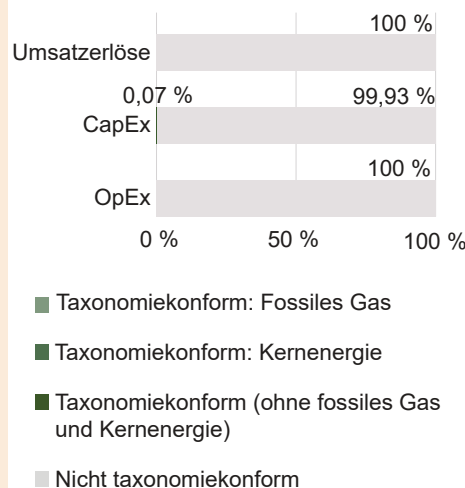 100 %
Umsatzerlöse
0,07 % 99,93 %
CapEx
100 %
OpEx
0 % 50 % 100 %
Taxonomiekonform: Fossiles Gas
Taxonomiekonform: Kernenergie
Taxonomiekonform (ohne fossiles Gas
und Kernenergie)
Nicht taxonomiekonform